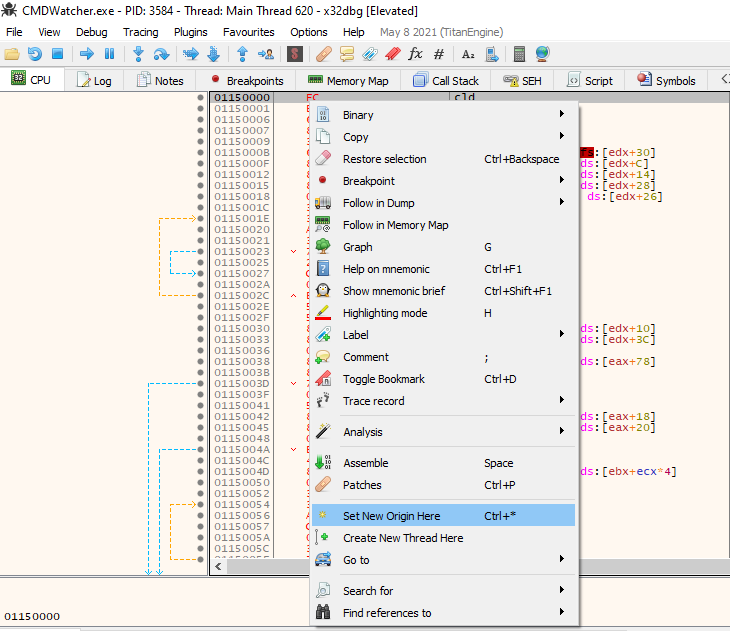 CMDWatcher.exe - PID: 3584 - Thread: Main Thread 620 - x32dbg [Elevated]
File View Debug Tracing Plugins Favourites Options Help May 8 2021 (TitanEngine)
CPU Log Notes Breakpoints Memory Map Call Stack SEH Script Symbols
01150000 FC cld
01150001
01150006
01150007
01150009
0115000B fs:[edx+30]
0115000F ds:[edx+C]
01150012 ds:[edx+14]
01150015 ds:[edx+28]
01150018 ds:[edx+26]
0115001C
0115001E
01150020
01150021
01150023
01150025
01150027
0115002A
0115002C
0115002E
0115002F
01150030 ds:[edx+10]
01150033 ds:[edx+3C]
01150036
01150038 ds:[eax+78]
0115003B
0115003D
0115003F
01150041
01150042 ds:[eax+18]
01150045 ds:[eax+20]
01150048
0115004A
0115004C
0115004D ds:[ebx+ecx*4]
01150050
01150052
01150054
01150056
01150057
0115005A
0115005C
Binary
Copy
Restore selection Ctrl+Backspace
Breakpoint
Follow in Dump
Follow in Memory Map
Graph G
Help on mnemonic Ctrl+F1
Show mnemonic brief Ctrl+Shift+F1
Highlighting mode H
Label
Comment ;
Toggle Bookmark Ctrl+D
Trace record
Analysis
Assemble Space
Patches Ctrl+P
Set New Origin Here Ctrl+*
Create New Thread Here
Go to
Search for
Find references to
01150000